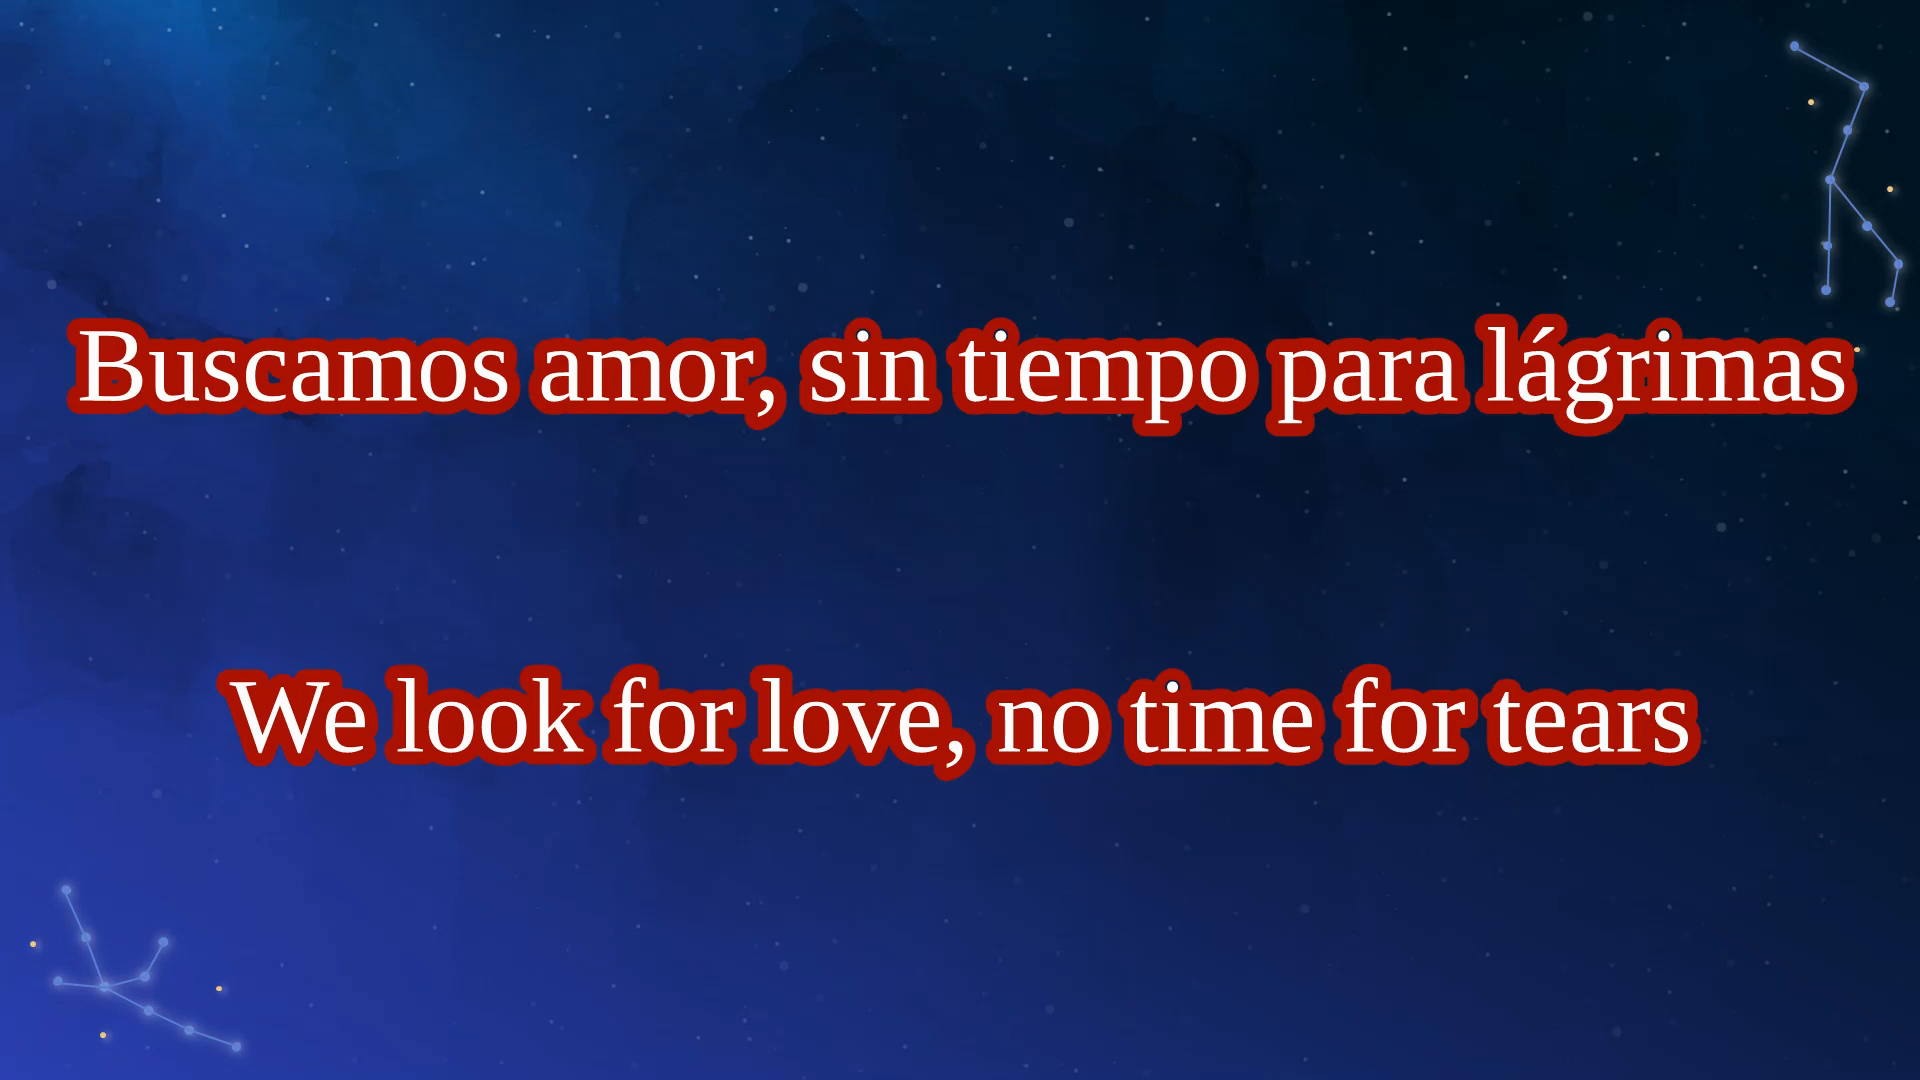 Buscamos amor, sin tiempo para lágrimas
We look for love, no time for tears